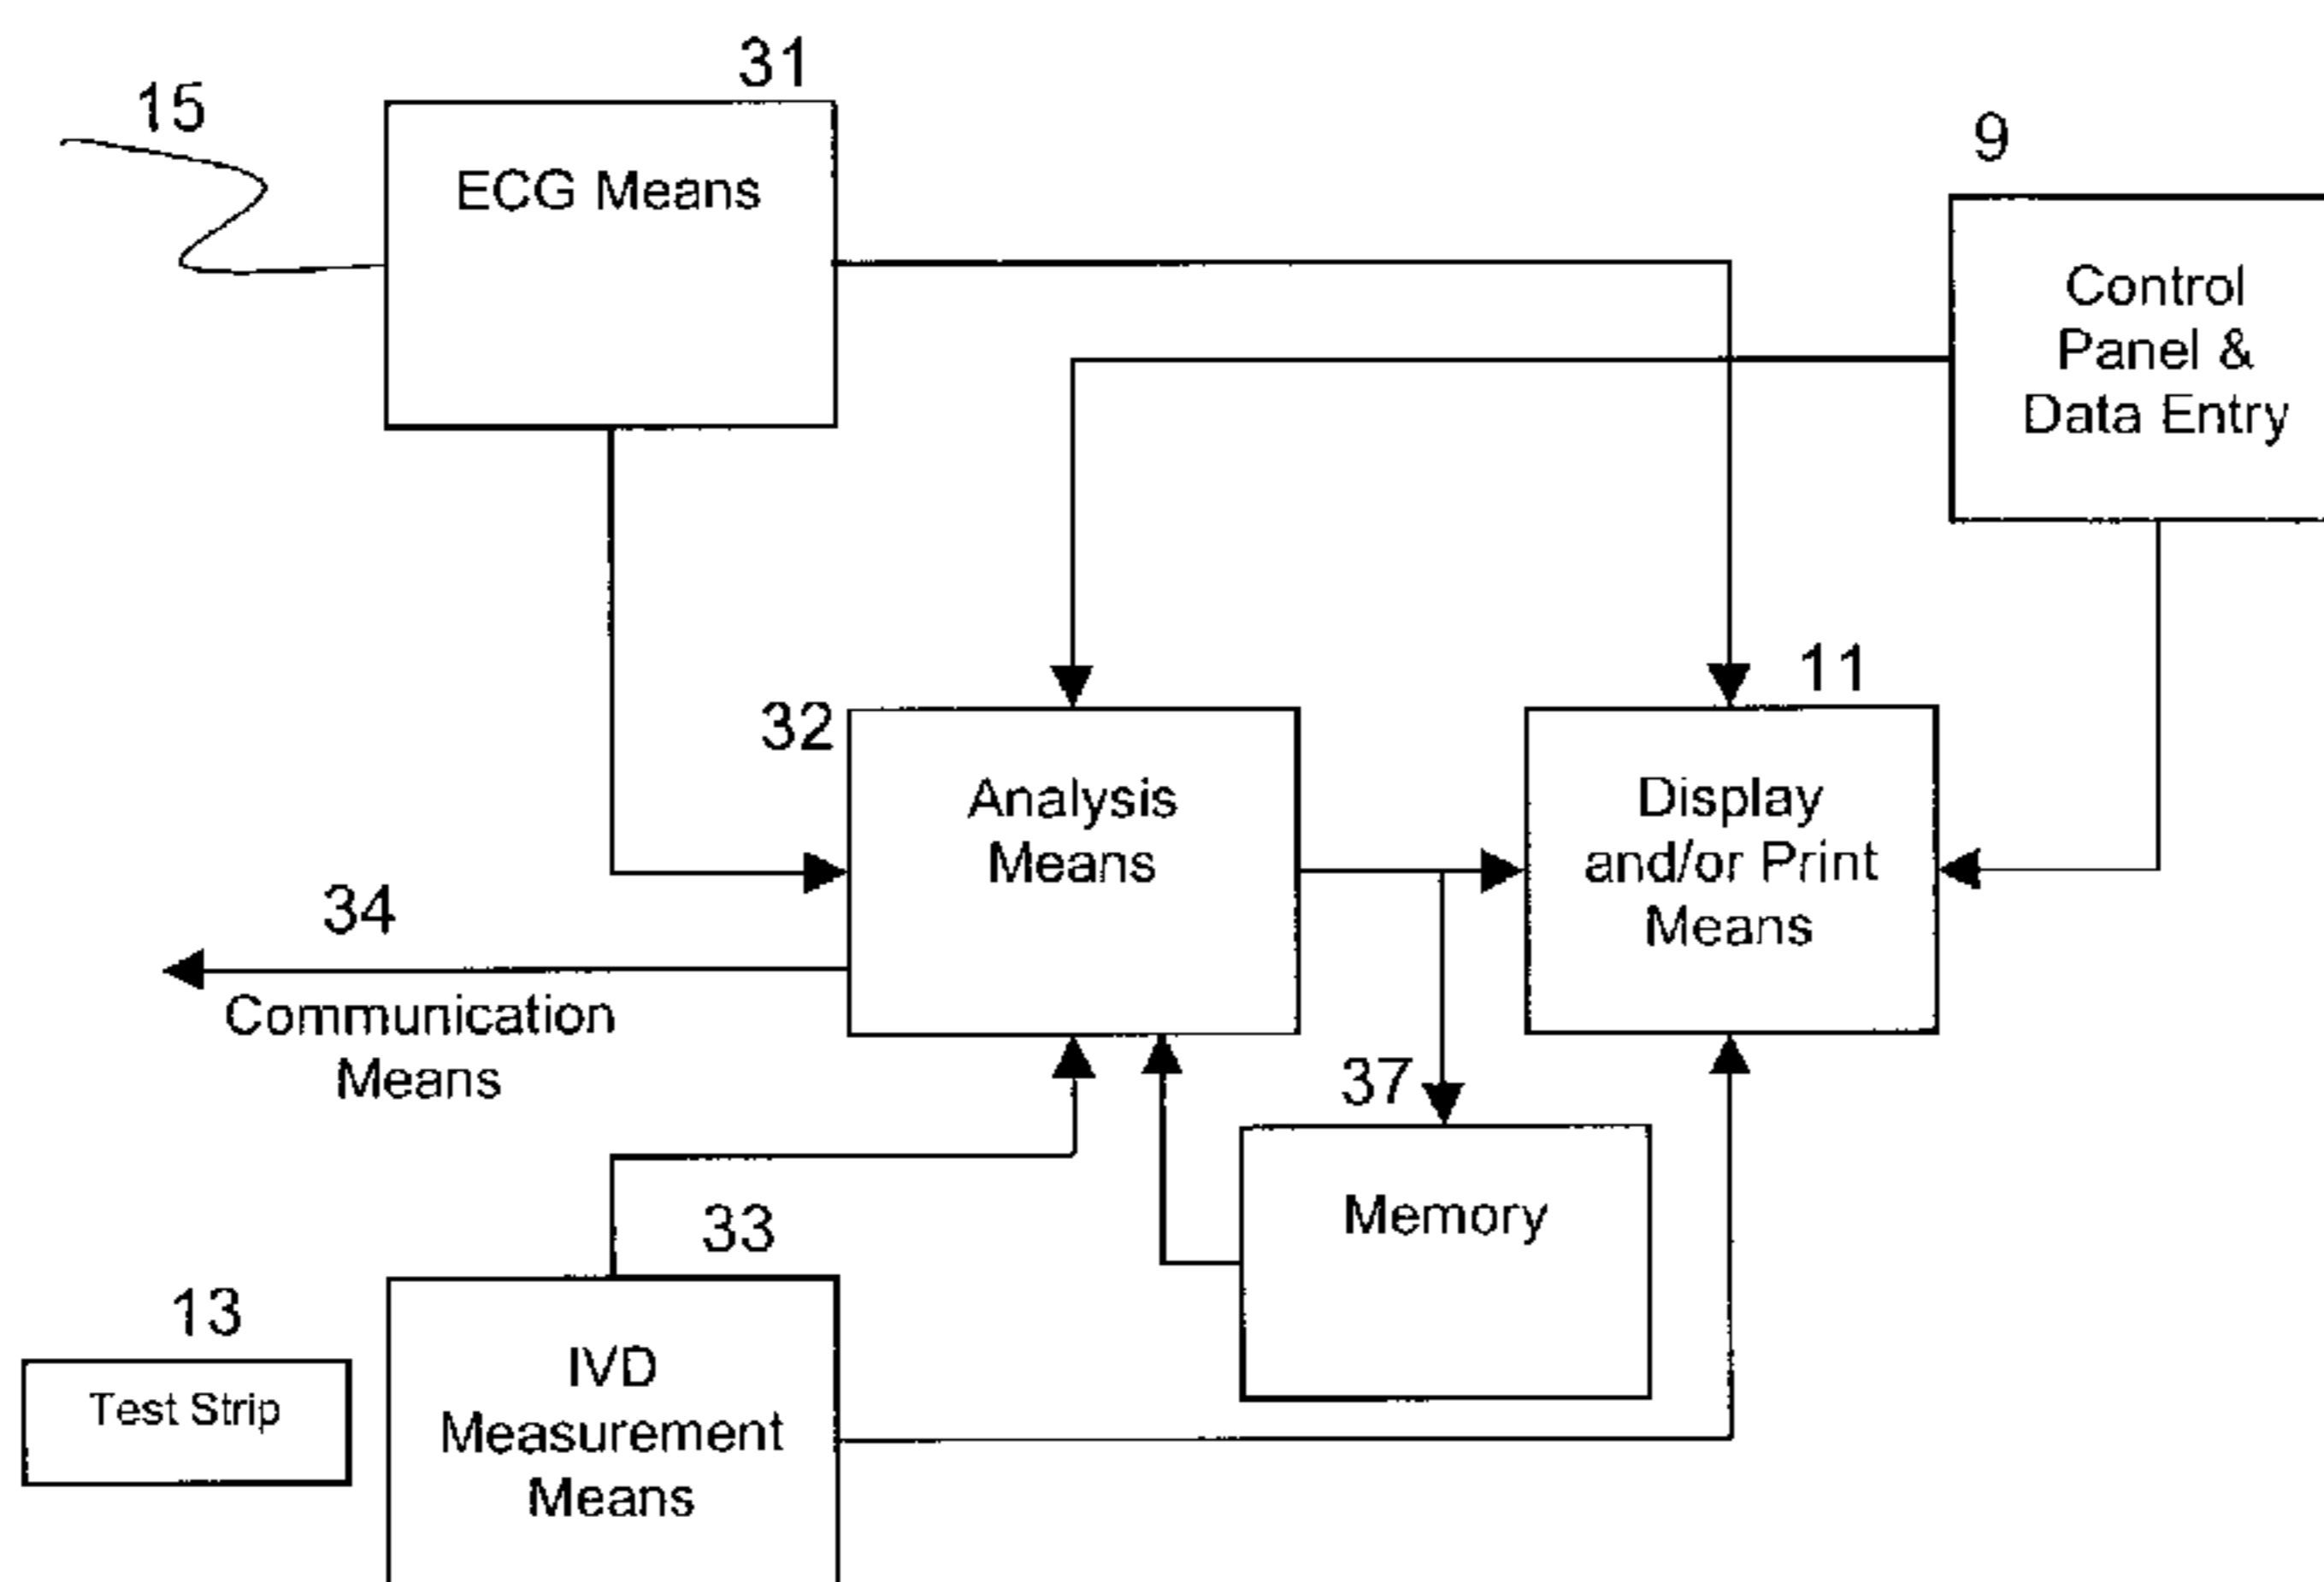 31
15
ECG Means
9
Control
Panel &
Data Entry
11
32
Analysis
Means
Display
and/or Print
Means
34
Communication
Means
37
Memory
33
13
Test Strip
IVD
Measurement
Means